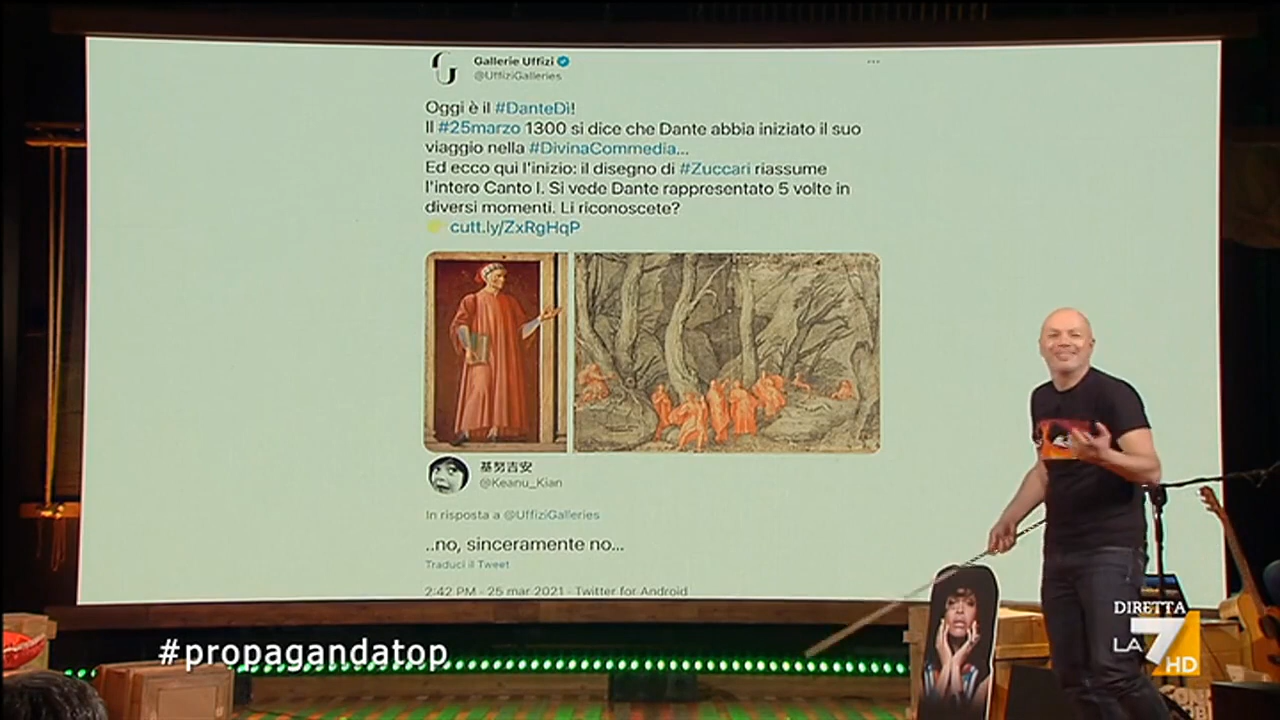 Gallerie Uffizi
@UffiziGalleries
Oggi è il #DanteDì!
Il #25marzo 1300 si dice che Dante abbia iniziato il suo
viaggio nella #DivinaCommedia...
Ed ecco qui l'inizio: il disegno di #Zuccari riassume
l'intero Canto I. Si vede Dante rappresentato 5 volte in
diversi momenti. Li riconoscete?
cutt.ly/ZxRgHqP
基努吉安
@Keanu_Kian
In risposta a @UffiziGalleries
..no, sinceramente no...
Traduci il Tweet
2:42 PM · 25 mar 2021 · Twitter for Android
#propagandatop
DIRETTA
LA 7 HD